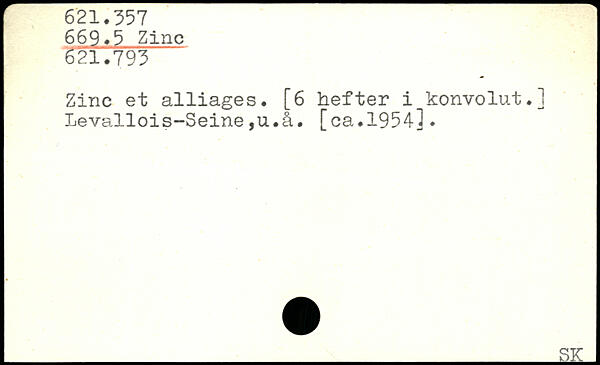 621.357
669.5 Zinc
621.793
Zinc et alliages. [6 hefter i konvolut.]
Levallois-Seine,u.å. [ca.1954].
SK